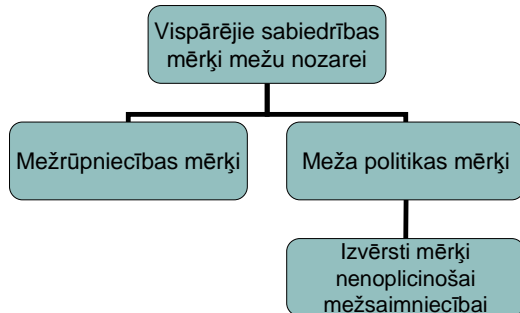 Vispārējie sabiedrības
mērķi mežu nozarei
Mežrūpniecības mērķi
Meža politikas mērķi
Izvērsti mērķi
nenoplicinošai
mežsaimniecībai